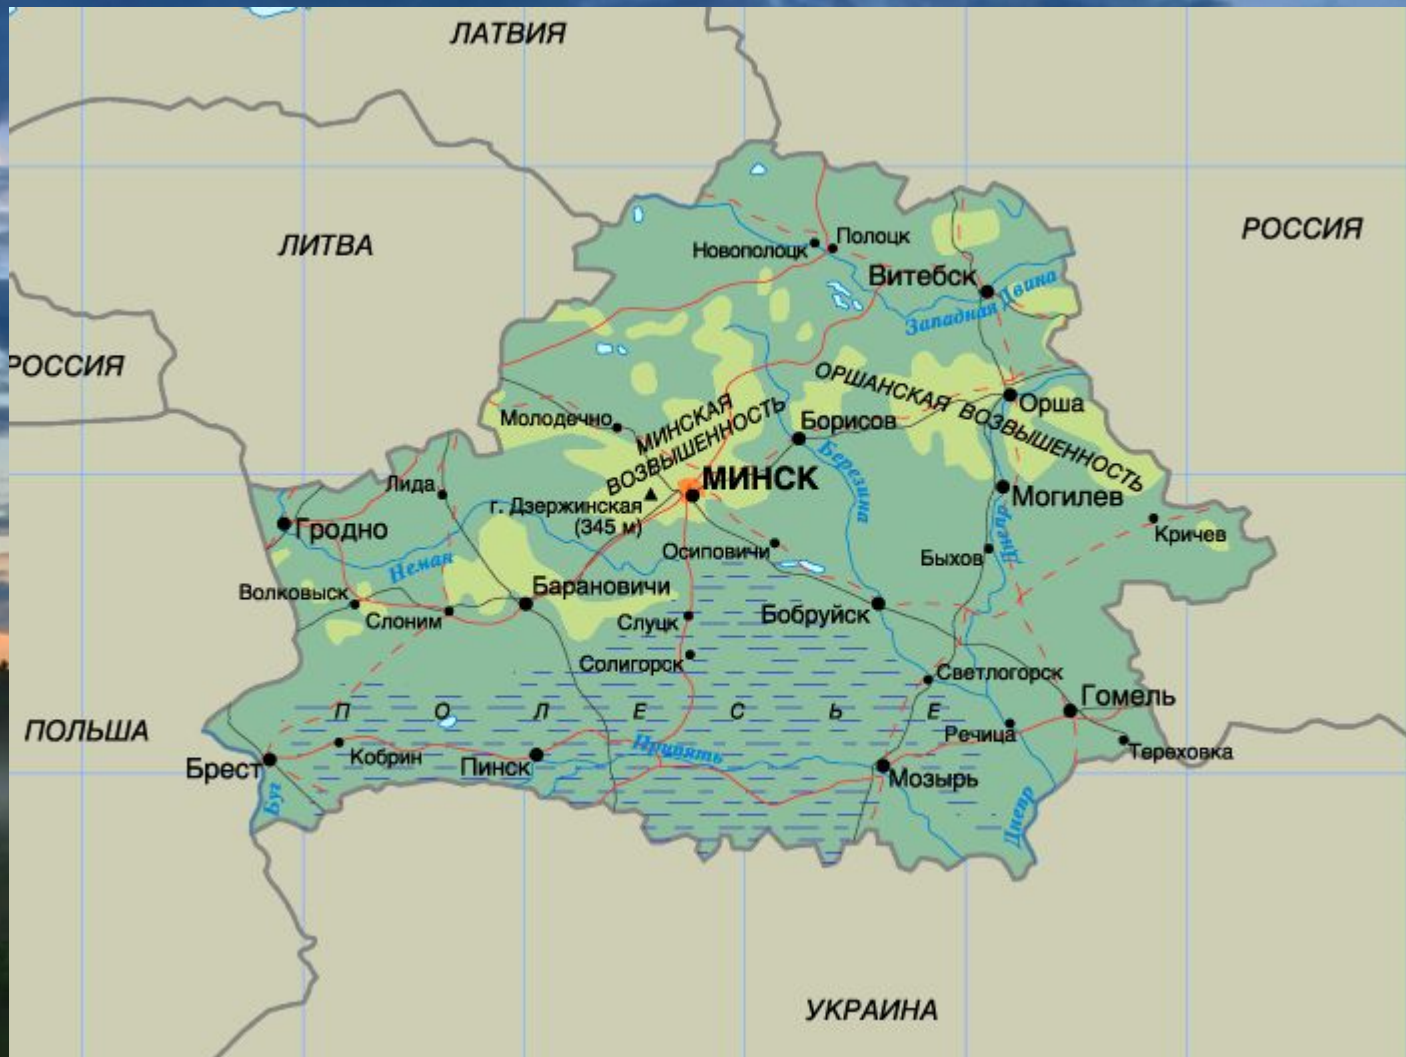 ЛАТВИЯ
ЛИТВА
РОССИЯ
Новополоцк
Полоцк
Витебск
Западная Двина
РОССИЯ
ОРШАНСКАЯ ВОЗВЫШЕННОСТЬ
Орша
Молодечно
МИНСКАЯ
ВОЗВЫШЕННОСТЬ
Борисов
Березина
МИНСК
Лида
г. Дзержинская
(345 м)
Могилев
Гродно
Неман
Осиповичи
Быхов
Днепр
Кричев
Волковыск
Слоним
Барановичи
Слуцк
Бобруйск
Солигорск
Светлогорск
ПОЛЕСЬЕ
Гомель
ПОЛЬША
Речица
Тереховка
Брест
Кобрин
Пинск
Припять
Мозырь
Буг
Днепр
УКРАИНА